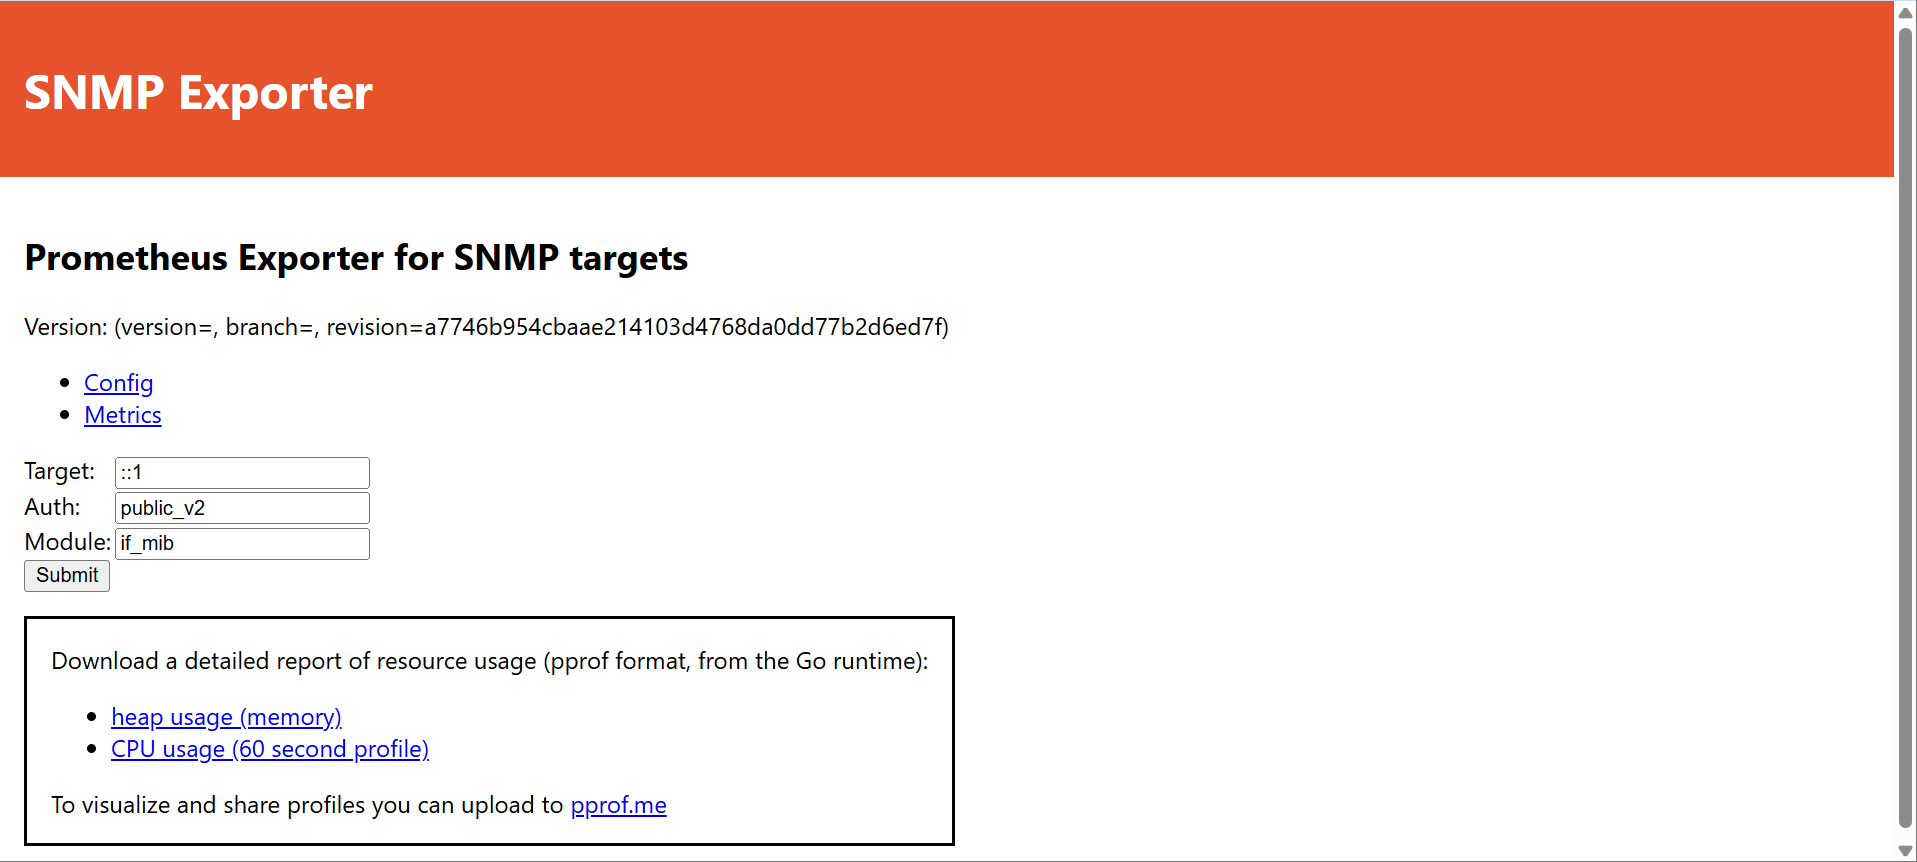 SNMP Exporter
Prometheus Exporter for SNMP targets
Version: (version=, branch=, revision=a7746b954cbaae214103d4768da0dd77b2d6ed7f)
Config
Metrics
Target: ::1
Auth: public_v2
Module: if_mib
Submit
Download a detailed report of resource usage (pprof format, from the Go runtime):
heap usage (memory)
CPU usage (60 second profile)
To visualize and share profiles you can upload to pprof.me